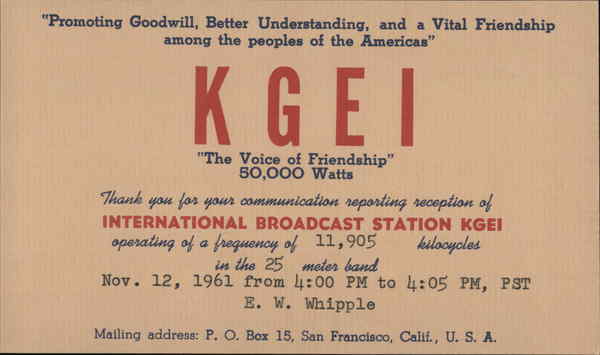 "Promoting Goodwill, Better Understanding, and a Vital Friendship
among the peoples of the Americas"
KGEI
"The Voice of Friendship"
50,000 Watts
Thank you for your communication reporting reception of
INTERNATIONAL BROADCAST STATION KGEI
operating of a frequency of 11,905 kilocycles
in the 25 meter band
Nov. 12, 1961 from 4:00 PM to 4:05 PM, PST
E. W. Whipple
Mailing address: P. O. Box 15, San Francisco, Calif., U. S. A.